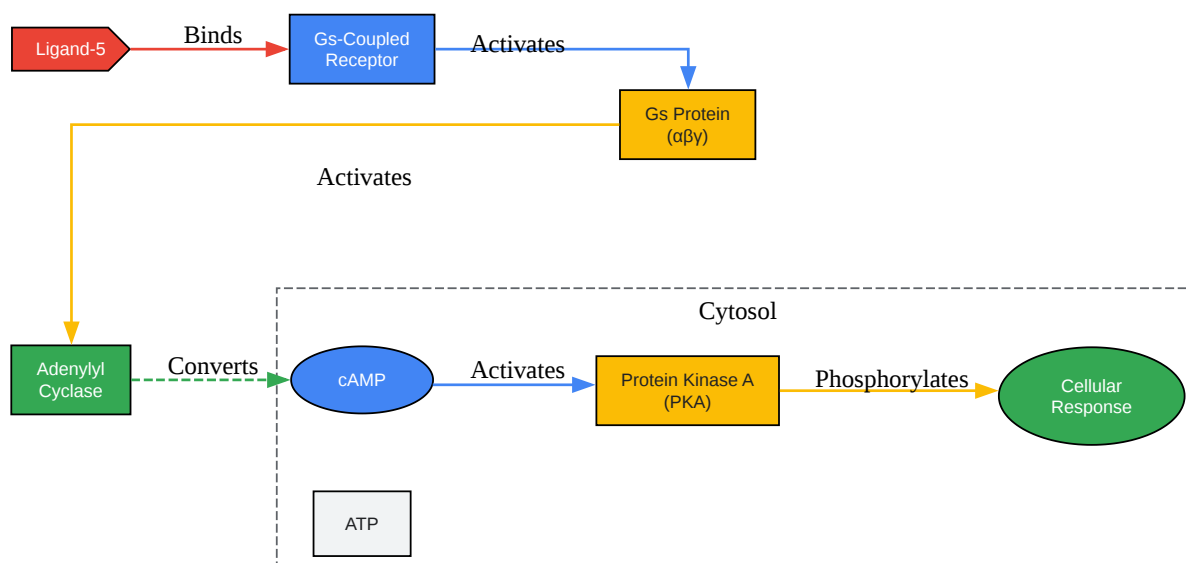 Ligand-5
Binds
Gs-Coupled
Receptor
Activates
Gs Protein
(αβγ)
Activates
Cytosol
Adenylyl
Cyclase
Converts
cAMP
Activates
Protein Kinase A
(PKA)
Phosphorylates
Cellular
Response
ATP